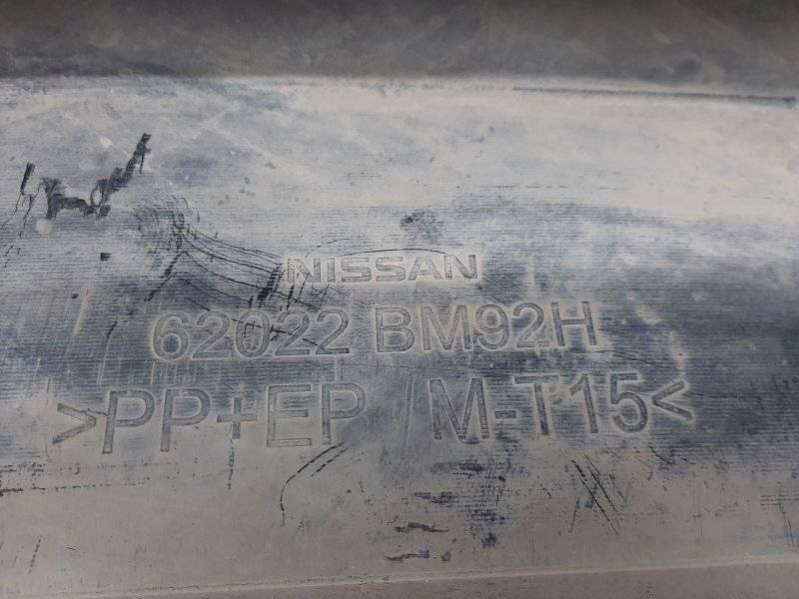 NISSAN
62022 BM92H
>PP+EP M-T15<